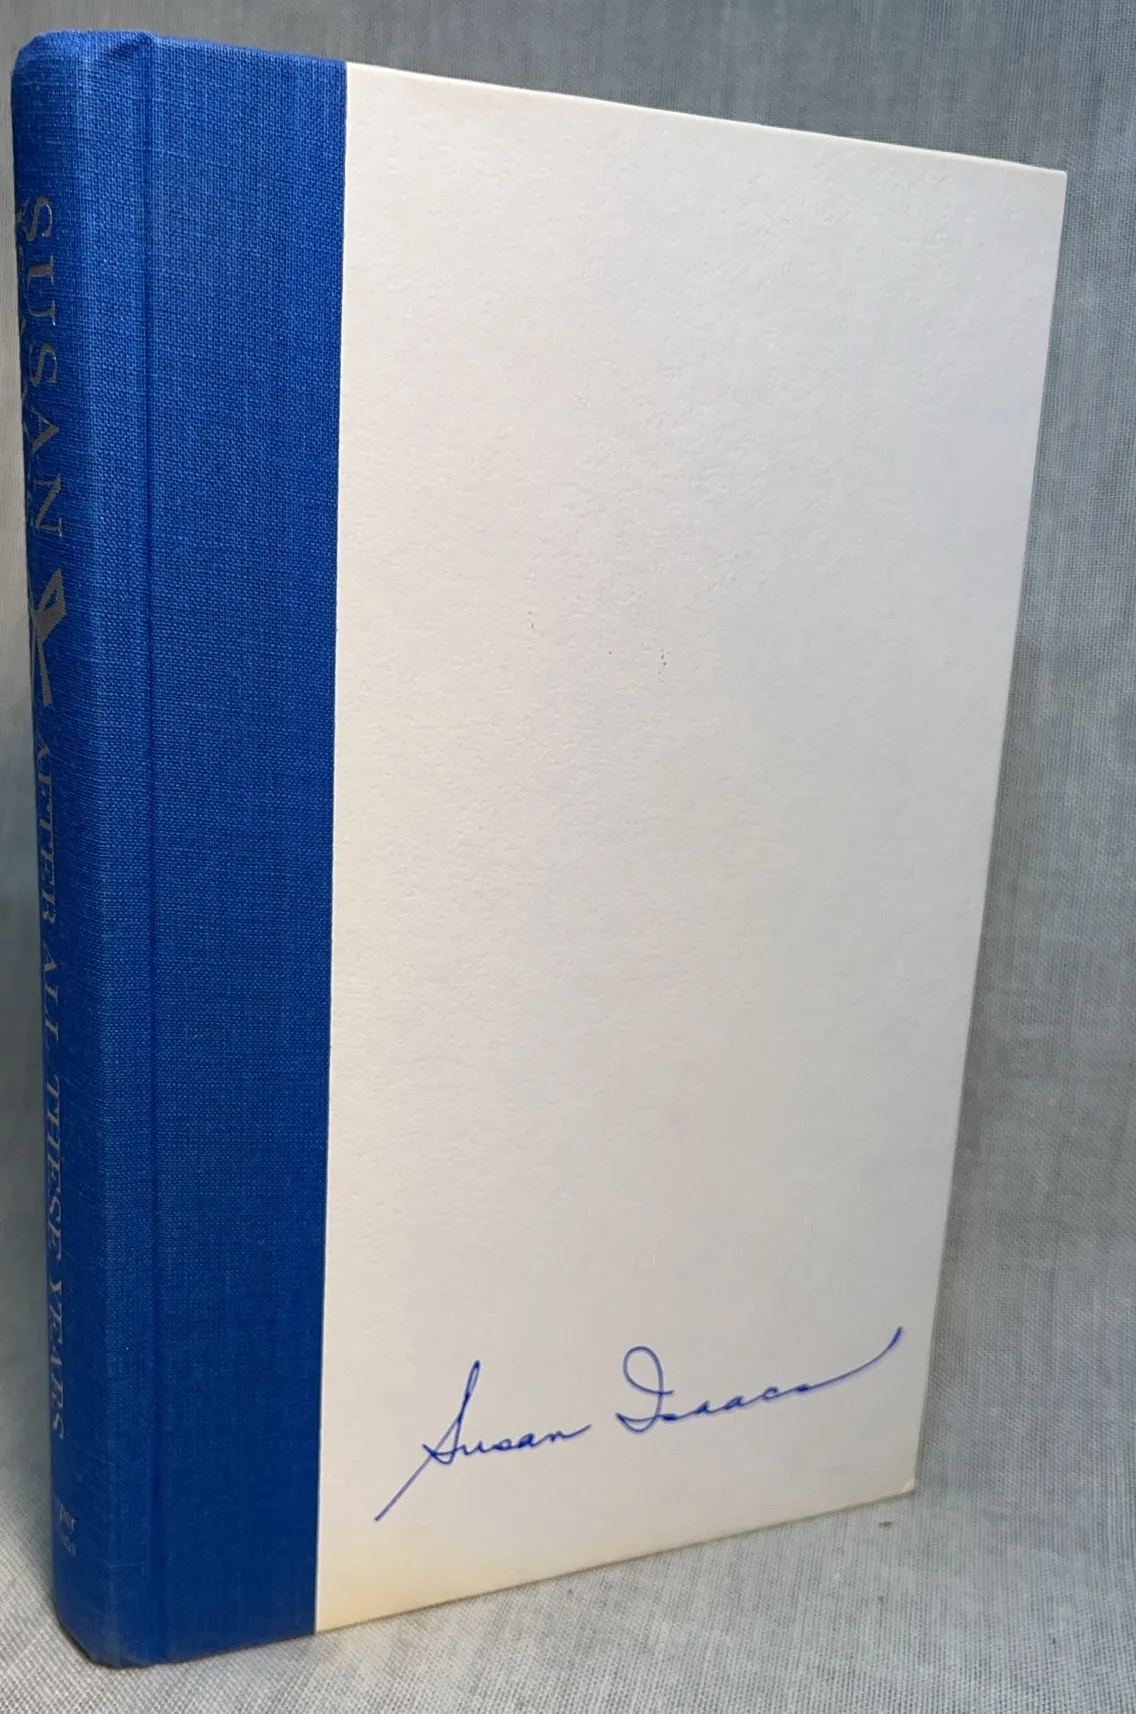 SUSAN
AFTER ALL THESE YEARS
Susan Isaacs